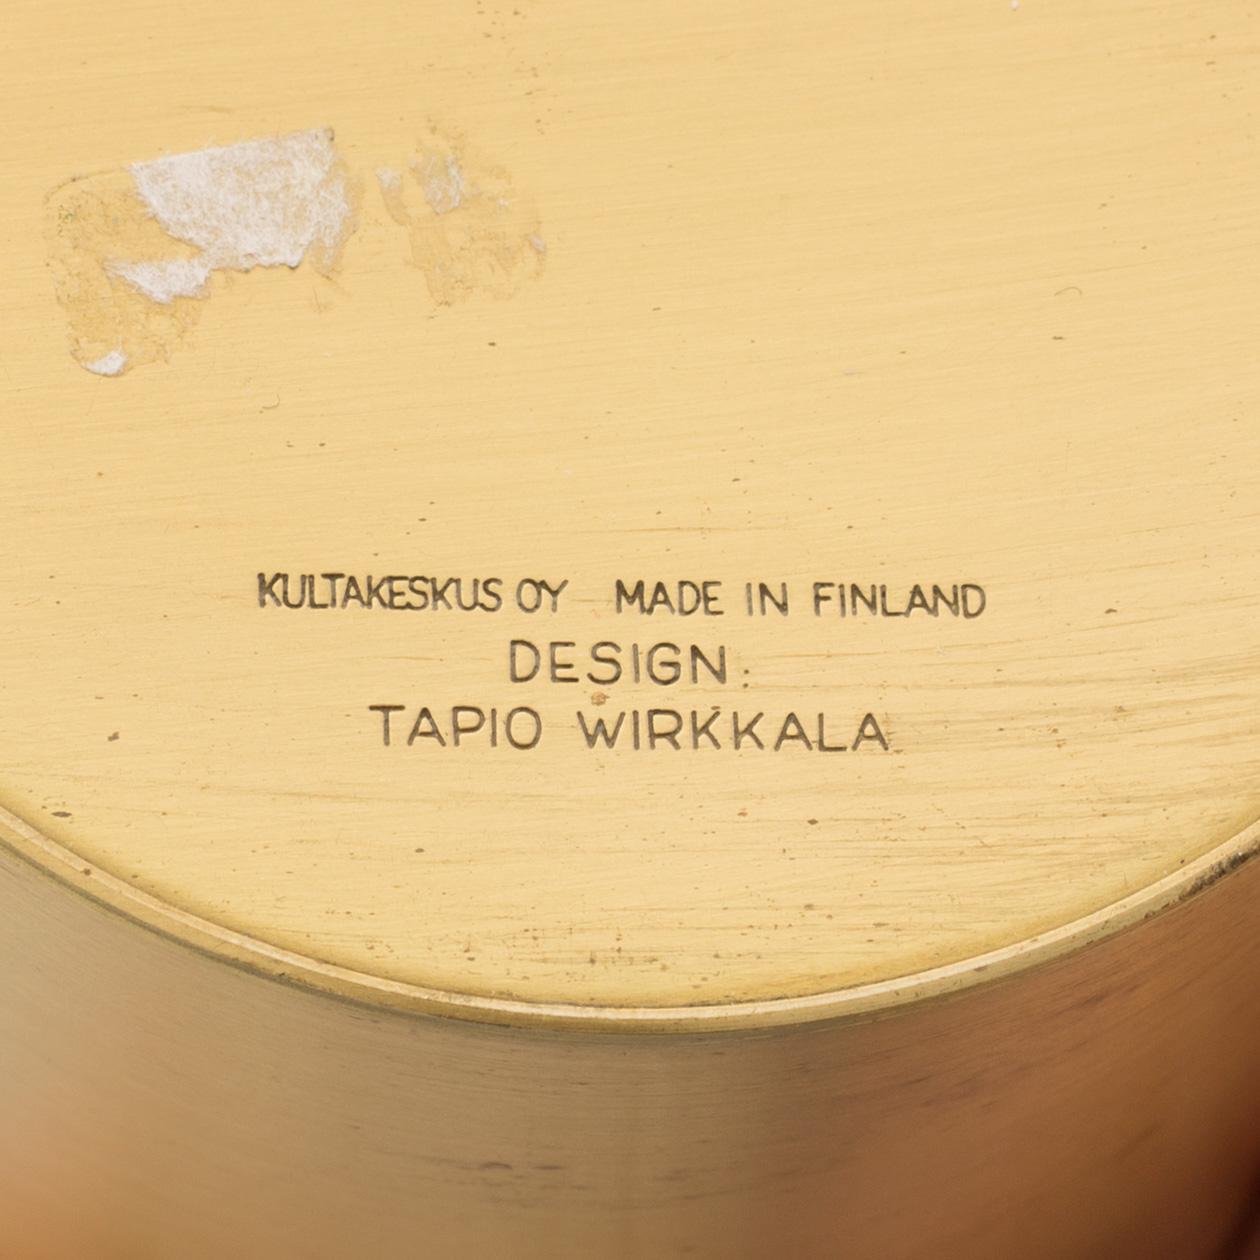 KULTAKESKUS OY MADE IN FINLAND
DESIGN:
TAPIO WIRKKALA